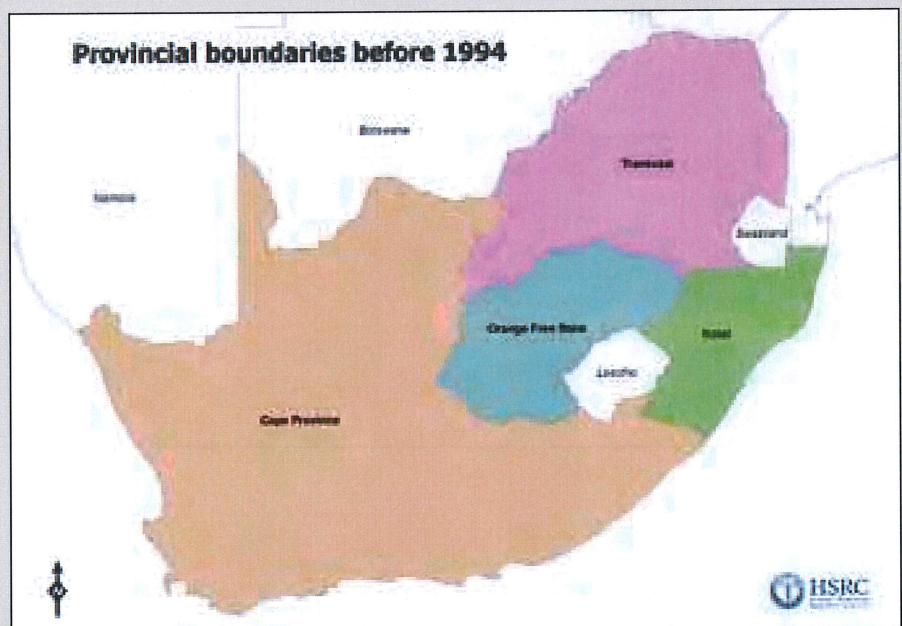 Provincial boundaries before 1994
Botswana
Transvaal
Namibia
Swaziland
Orange Free State
Natal
Lesotho
Cape Province
HSRC